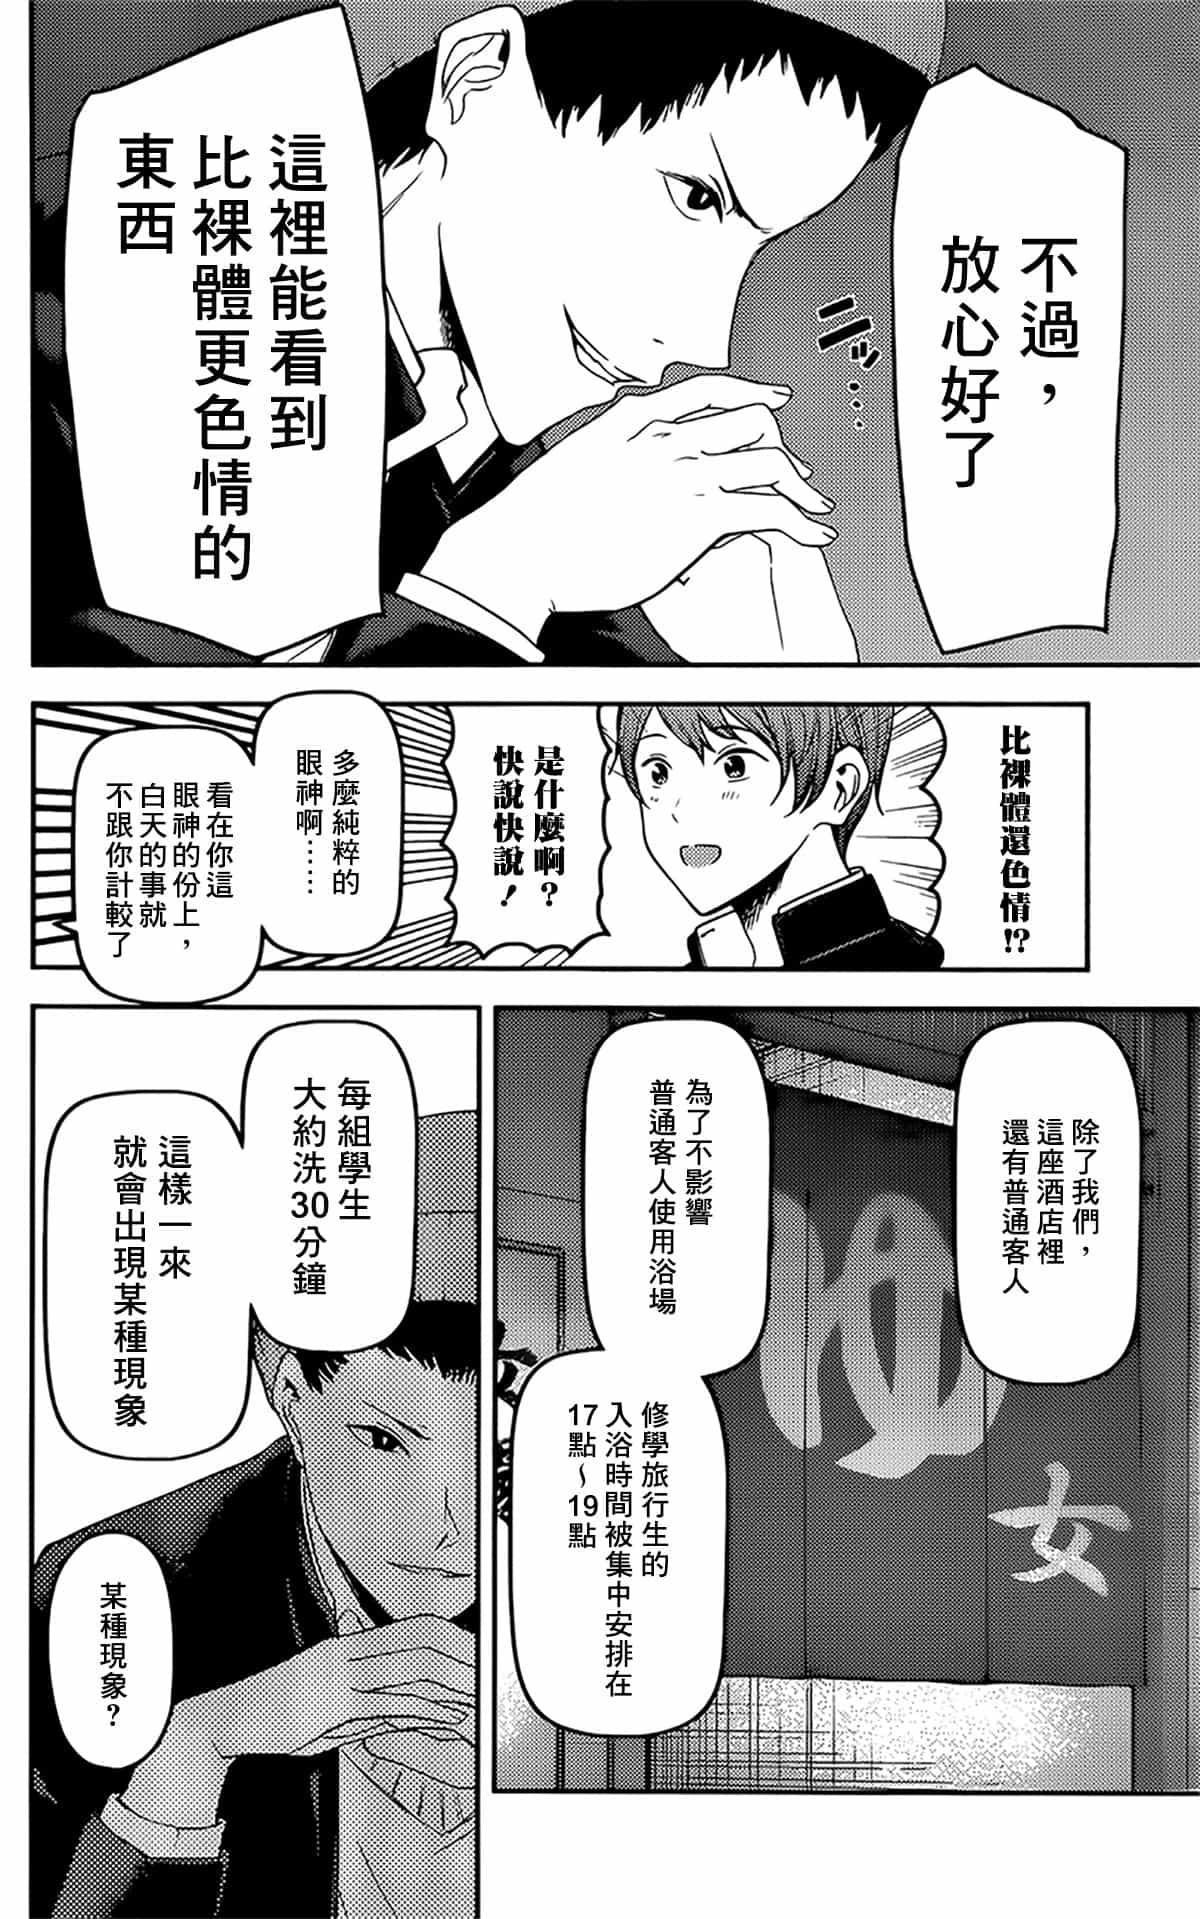 不過，
放心好了
這裡能看到
比裸體更色情的
東西
比裸體還色情!?
是什麼啊？
快說快說！
多麼純粹的
眼神啊……
看在你這
眼神的份上，
白天的事就
不跟你計較了
除了我們，
這座酒店裡
還有普通客人
為了不影響
普通客人使用浴場
修學旅行生的
入浴時間被集中安排在
17點～19點
ゆ
女
每組學生
大約洗30分鐘
這樣一來
就會出現某種現象
某種現象？